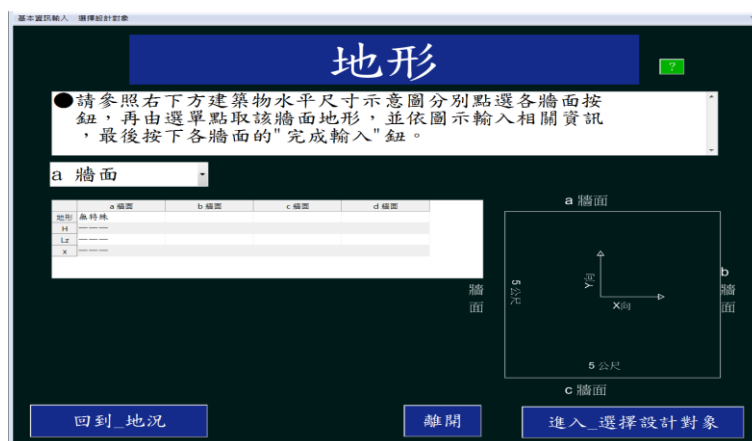 基本資訊輸入 選擇設計對象
地形
?
●請參照右下方建築物水平尺寸示意圖分別點選各牆面按
鈕，再由選單點取該牆面地形，並依圖示輸入相關資訊
，最後按下各牆面的"完成輸入"鈕。
a 牆面
a 牆面 b 牆面 c 牆面 d 牆面
地形 無特殊
H ———
Lz ———
x ———
a 牆面
b
牆
面
牆
面
5 公尺
Y向
X向
5 公尺
c 牆面
回到_地況
離開
進入_選擇設計對象